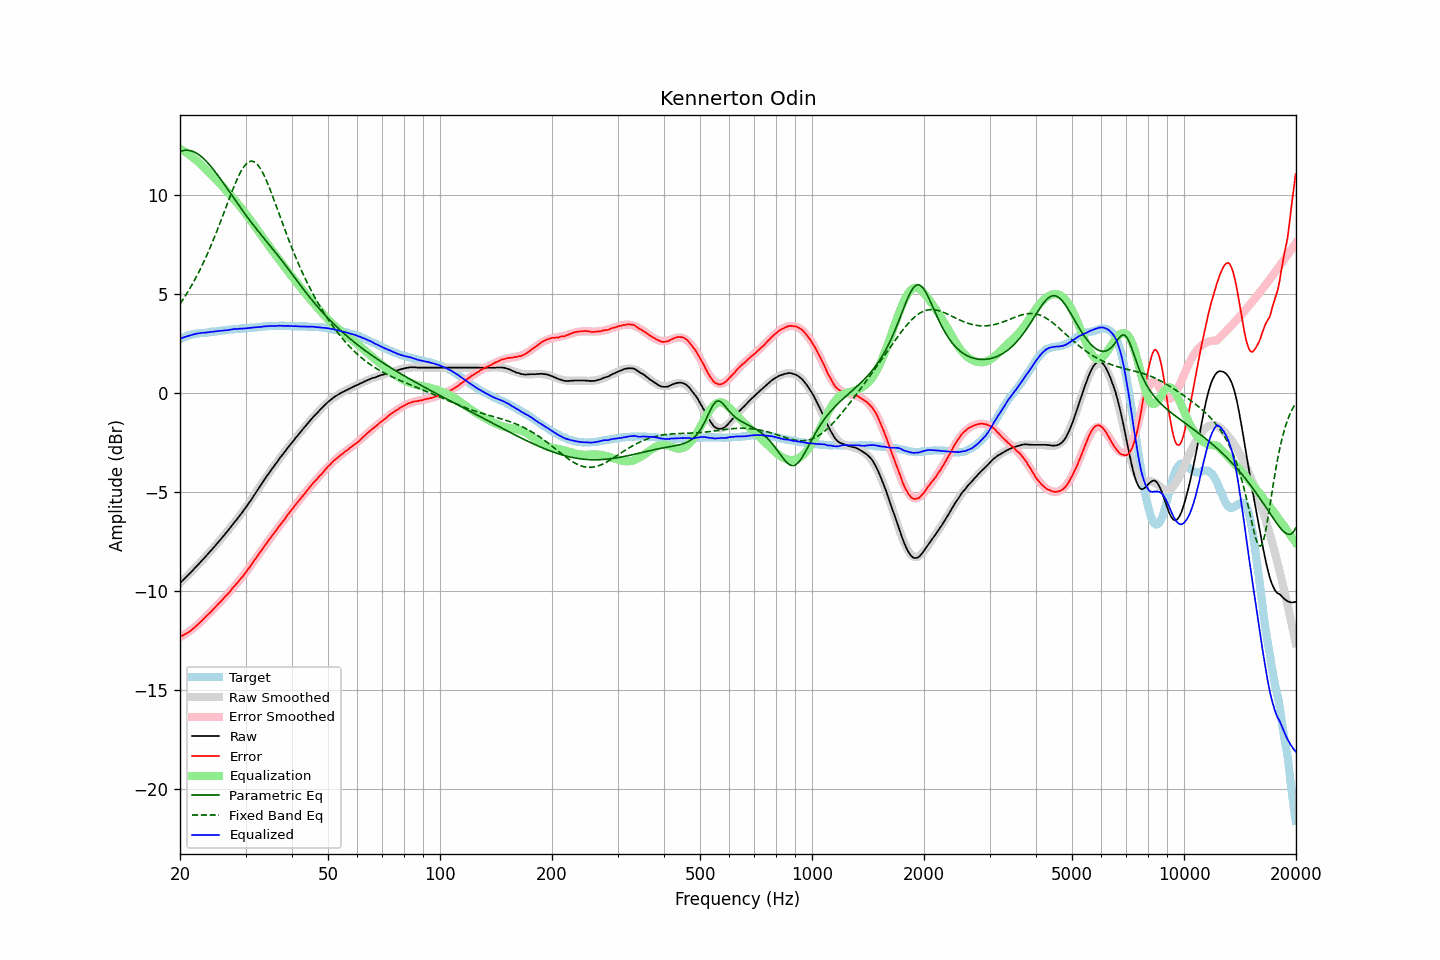 Kennerton Odin
Amplitude (dBr)
10
5
0
−5
−10
−15
−20
Target
Raw Smoothed
Error Smoothed
Raw
Error
Equalization
Parametric Eq
Fixed Band Eq
Equalized
20 50 100 200 500 1000 2000 5000 10000 20000
Frequency (Hz)